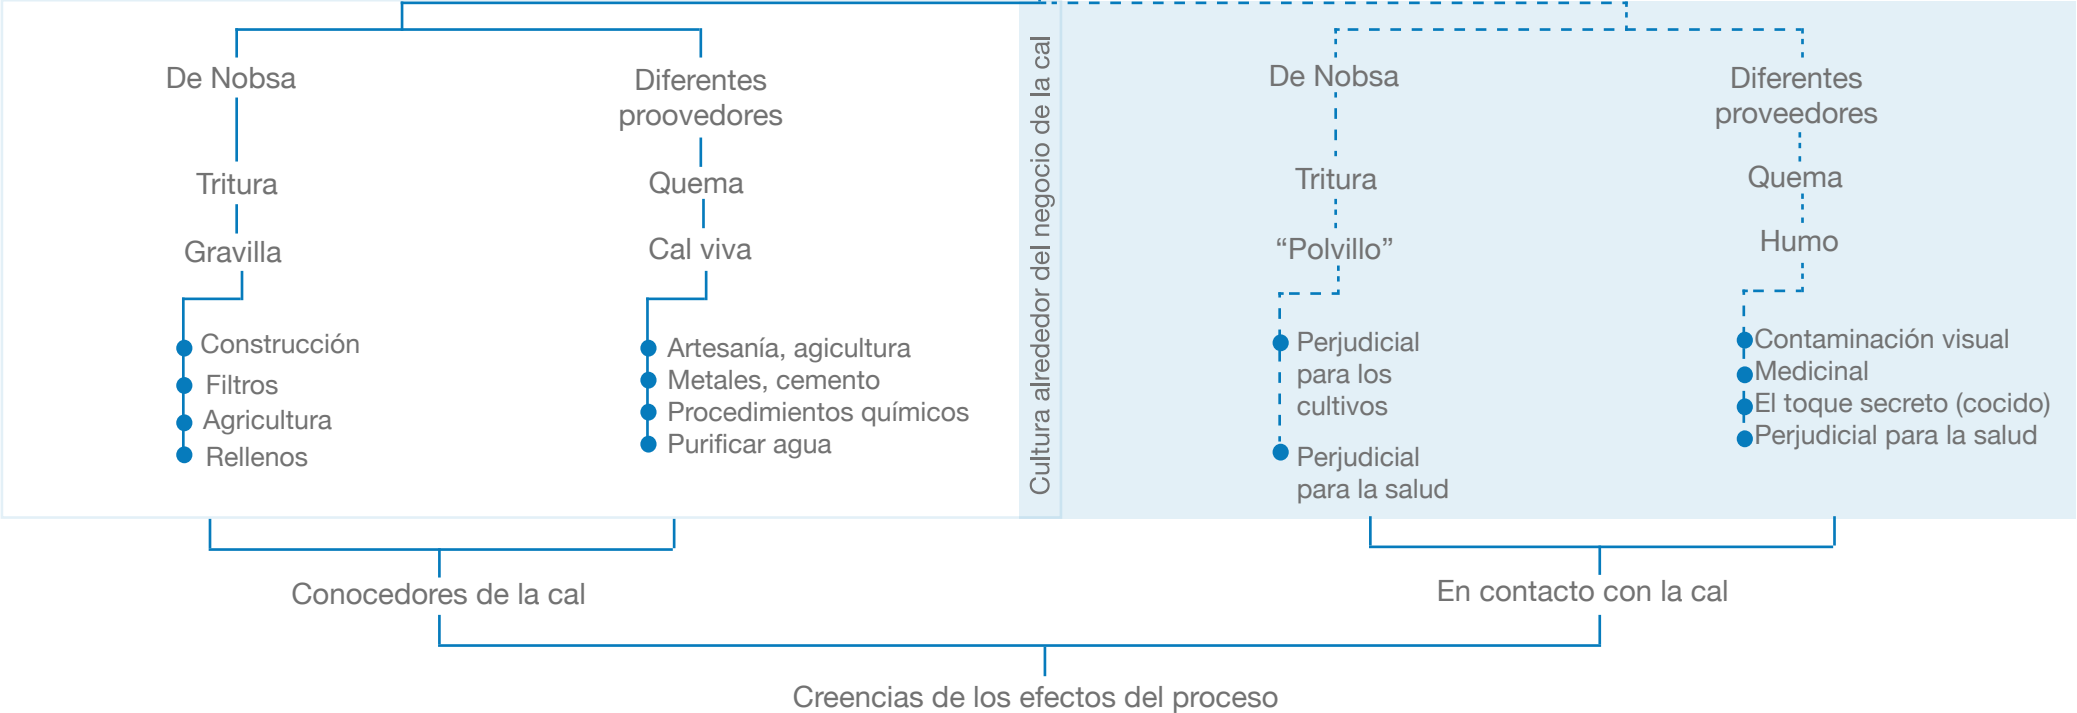 De Nobsa
Diferentes
proovedores
Tritura
Quema
Gravilla
Cal viva
Construcción
Filtros
Agricultura
Rellenos
Artesanía, agicultura
Metales, cemento
Procedimientos químicos
Purificar agua
Cultura alrededor del negocio de la cal
De Nobsa
Diferentes
proveedores
Tritura
Quema
“Polvillo”
Humo
Perjudicial
para los
cultivos
Perjudicial
para la salud
Contaminación visual
Medicinal
El toque secreto (cocido)
Perjudicial para la salud
Conocedores de la cal
En contacto con la cal
Creencias de los efectos del proceso